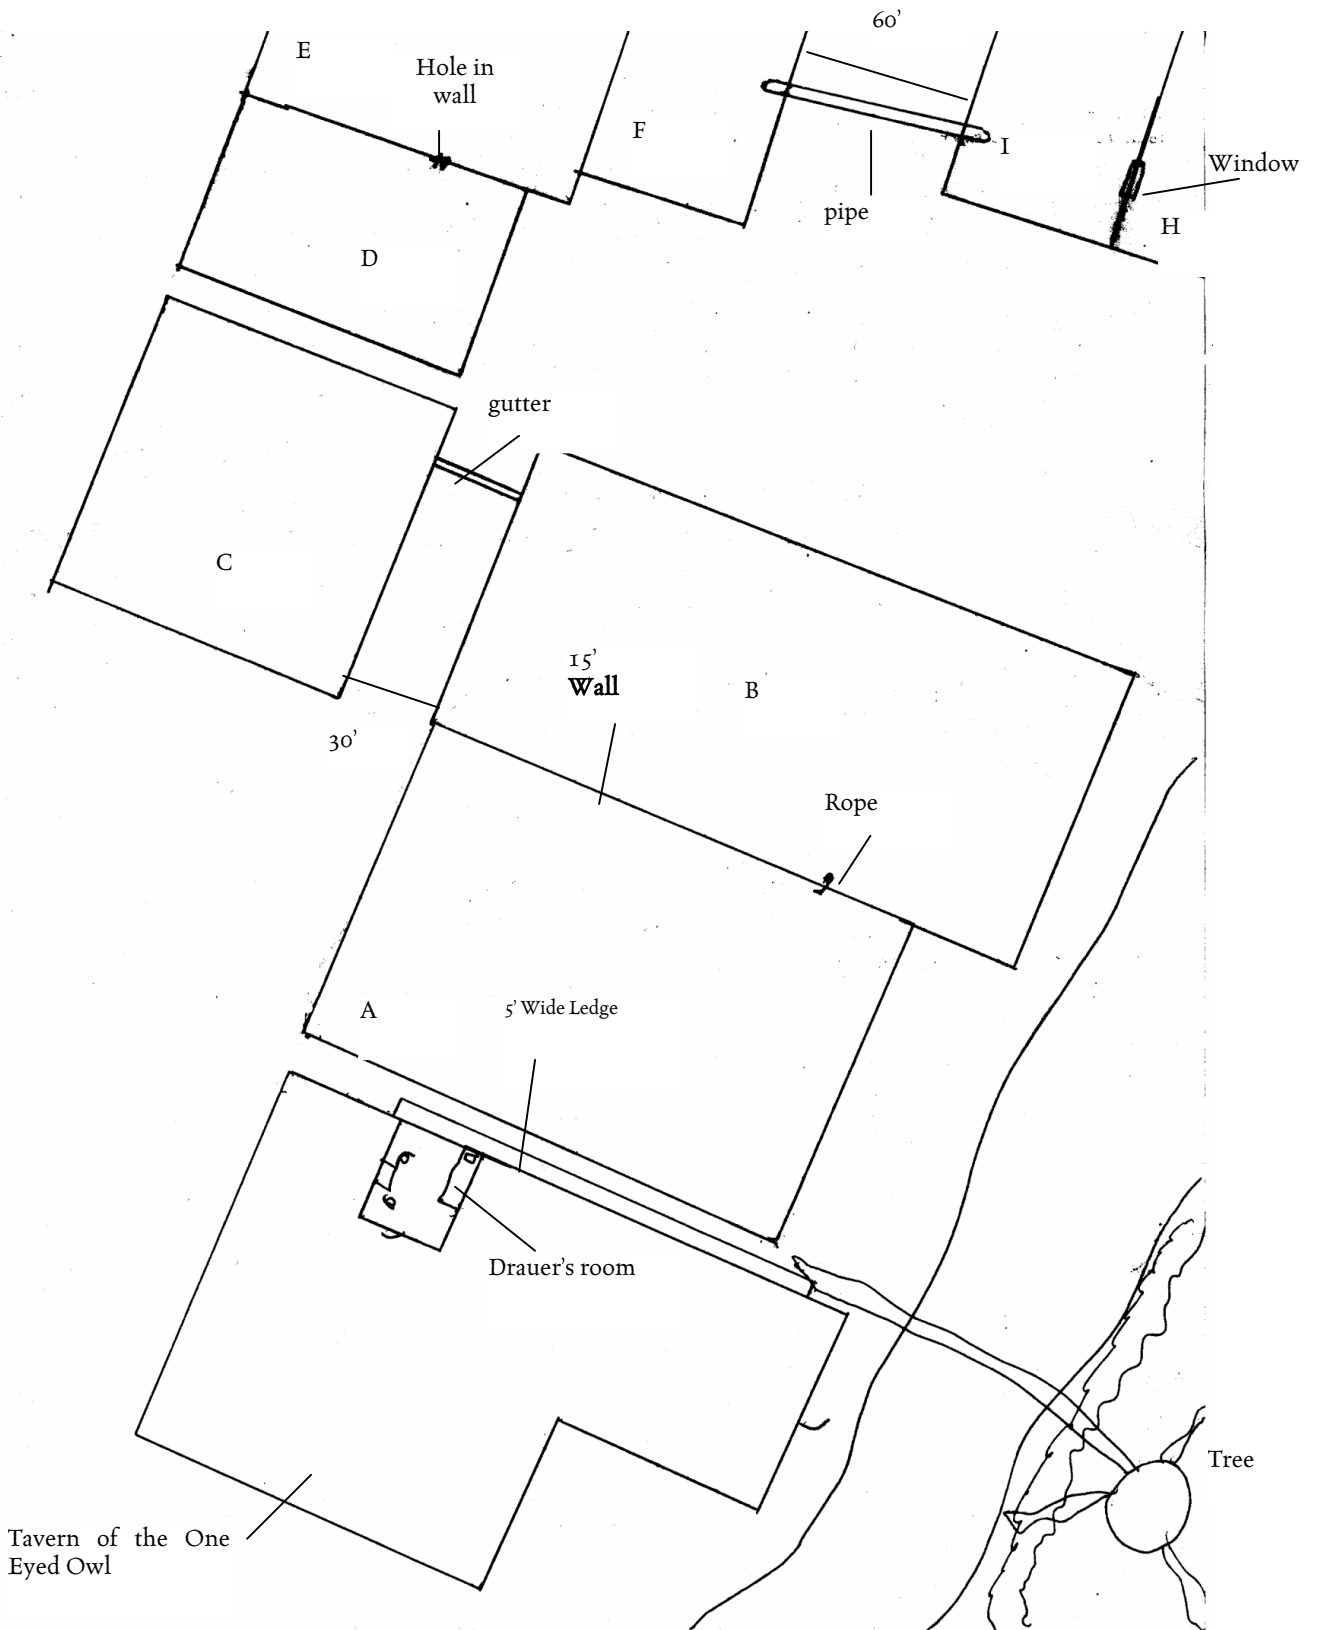 60’
E
Hole in
wall
F
I
Window
pipe
H
D
gutter
C
15’
Wall
B
30’
Rope
A
5’ Wide Ledge
Drauer’s room
Tree
Tavern of the One
Eyed Owl